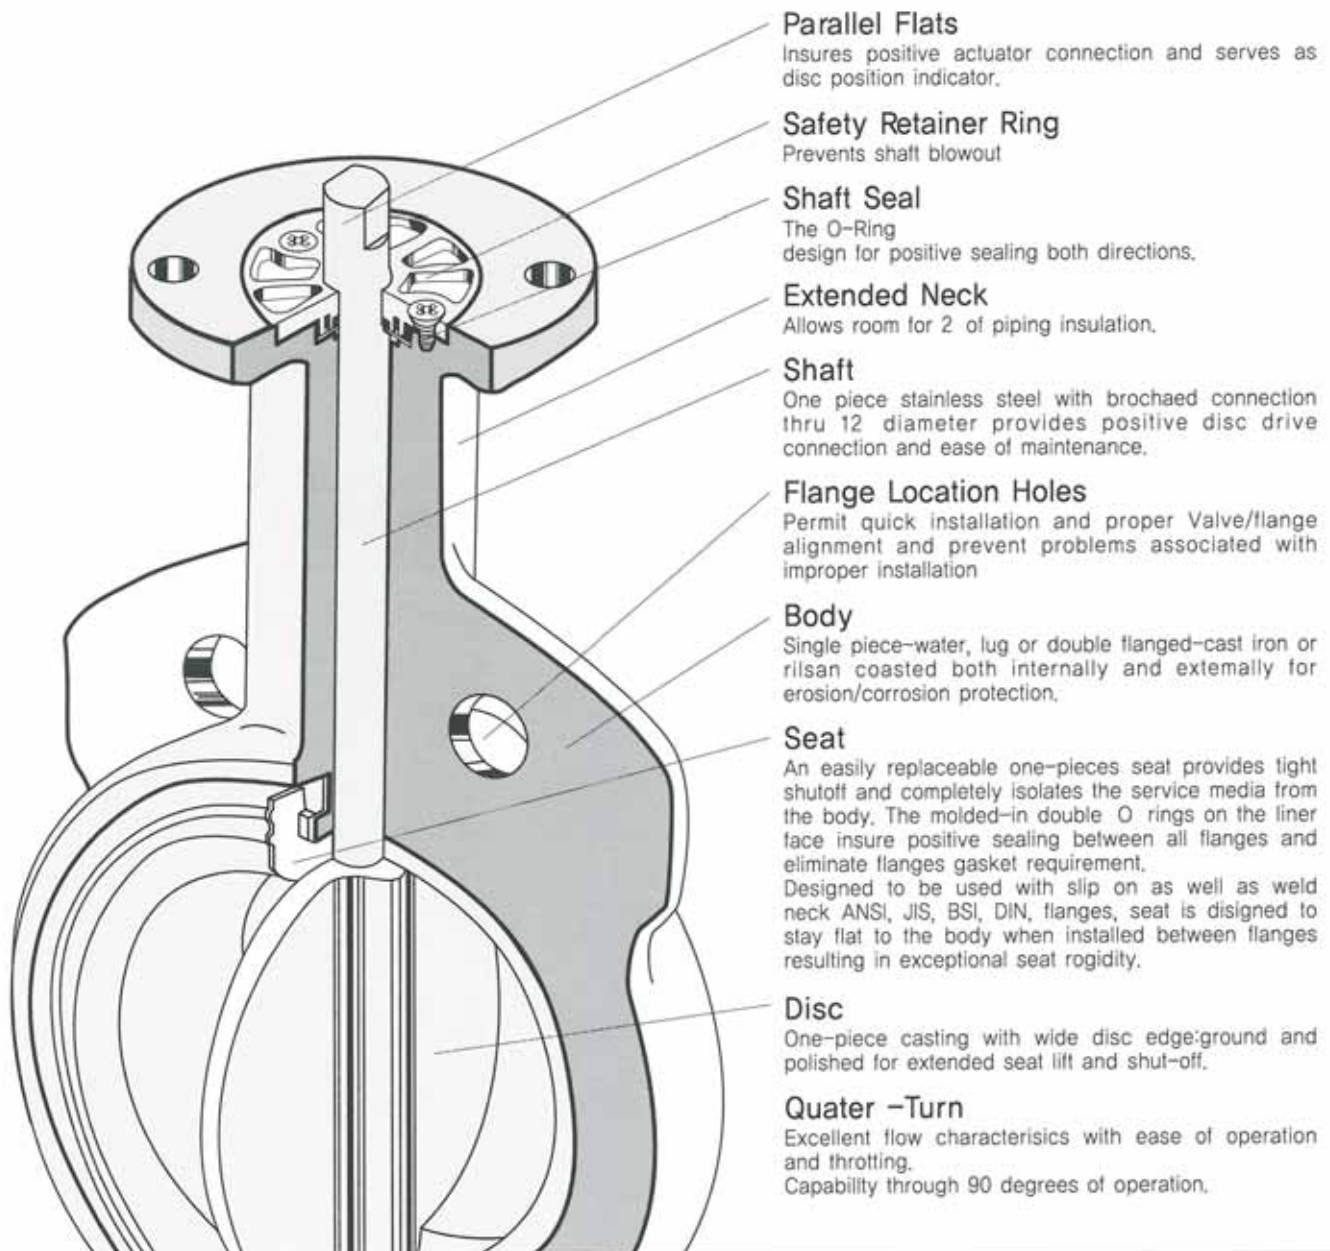 Parallel Flats
Insures positive actuator connection and serves as
disc position indicator.
Safety Retainer Ring
Prevents shaft blowout
Shaft Seal
The O-Ring
design for positive sealing both directions.
Extended Neck
Allows room for 2 of piping insulation.
Shaft
One piece stainless steel with brochaed connection
thru 12 diameter provides positive disc drive
connection and ease of maintenance.
Flange Location Holes
Permit quick installation and proper Valve/flange
alignment and prevent problems associated with
improper installation
Body
Single piece-water, lug or double flanged-cast iron or
rilsan coasted both internally and extemally for
erosion/corrosion protection.
Seat
An easily replaceable one-pieces seat provides tight
shutoff and completely isolates the service media from
the body. The molded-in double O rings on the liner
face insure positive sealing between all flanges and
eliminate flanges gasket requirement.
Designed to be used with slip on as well as weld
neck ANSI, JIS, BSI, DIN, flanges, seat is disigned to
stay flat to the body when installed between flanges
resulting in exceptional seat rogidity.
Disc
One-piece casting with wide disc edge:ground and
polished for extended seat lift and shut-off.
Quater -Turn
Excellent flow characterisics with ease of operation
and throtting.
Capability through 90 degrees of operation.